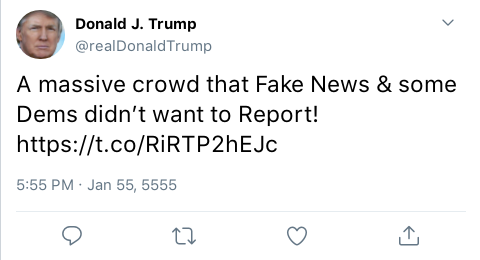 Donald J. Trump
@realDonaldTrump
A massive crowd that Fake News & some
Dems didn’t want to Report!
https://t.co/RiRTP2hEJc
5:55 PM · Jan 55, 5555